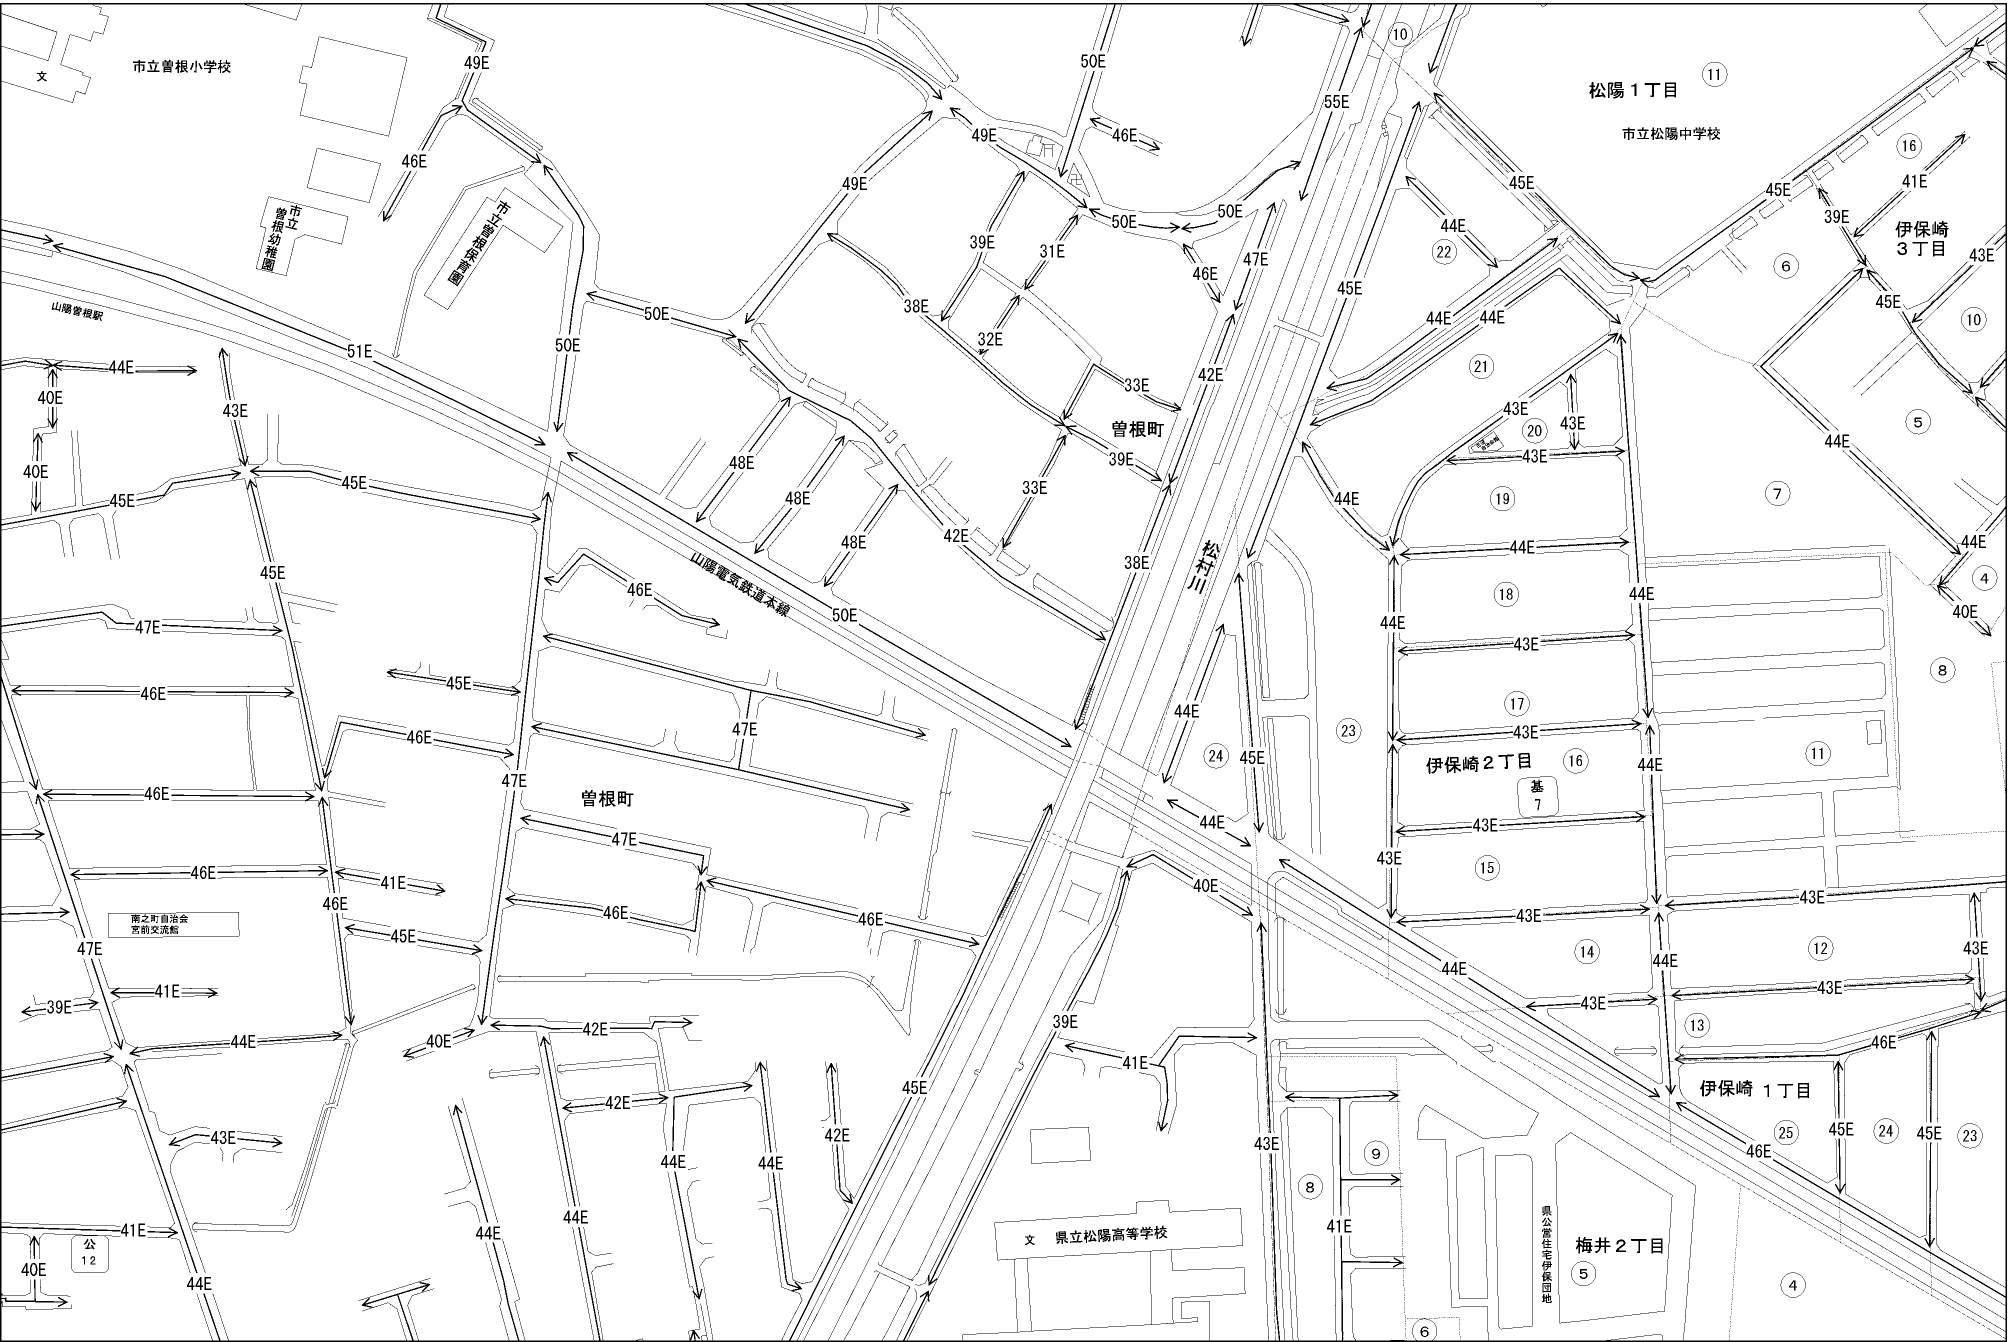 文
市立曽根小学校
49E
46E
市立
曽根幼稚園
市立曽根保育園
山陽曽根駅
51E
50E
50E
49E
49E
50E
46E
55E
⑩
39E
31E
50E
50E
46E
47E
38E
32E
33E
42E
曽根町
39E
33E
38E
48E
48E
48E
42E
山陽電気鉄道本線
50E
松村川
松陽1丁目
⑪
市立松陽中学校
45E
45E
44E
㉒
45E
44E
44E
㉑
43E
43E
⑳
43E
⑯
41E
39E
伊保崎
3丁目
43E
⑥
45E
⑩
⑤
44E
⑦
44E
④
40E
⑧
44E
40E
40E
43E
45E
45E
45E
47E
46E
46E
45E
46E
46E
47E
46E
41E
46E
45E
南之町自治会
宮前交流館
47E
41E
39E
44E
40E
42E
46E
47E
曽根町
47E
46E
46E
44E
⑲
44E
⑱
44E
44E
43E
⑰
43E
44E
45E
㉔
㉓
伊保崎2丁目
⑯
基
7
44E
43E
⑮
43E
44E
40E
43E
43E
⑪
⑭
⑫
43E
44E
44E
43E
43E
⑬
46E
39E
41E
45E
42E
44E
42E
44E
44E
44E
43E
41E
公
12
40E
44E
43E
⑨
⑧
41E
文
県立松陽高等学校
伊保崎1丁目
㉕
45E
㉔
45E
㉓
46E
県公営住宅伊保団地
梅井2丁目
⑤
④
⑥